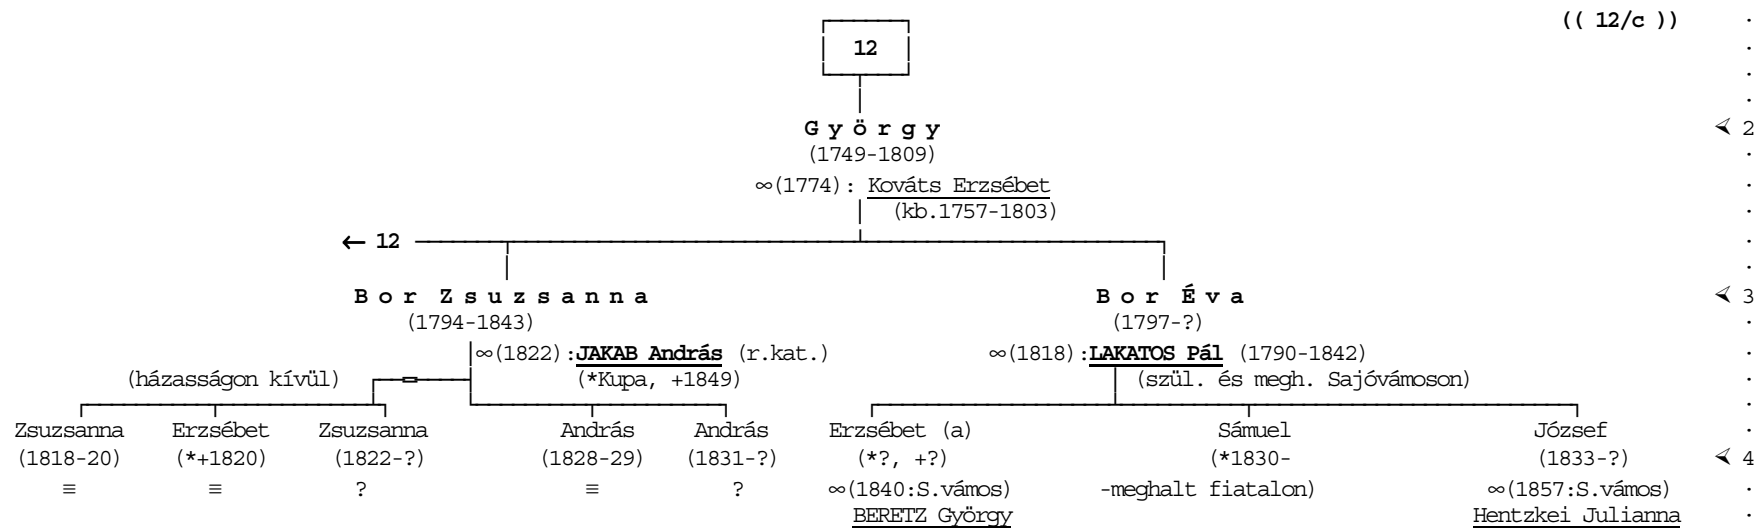 (( 12/c ))
12
G y ö r g y
2
(1749-1809)
∞(1774): Kováts Erzsébet
(kb.1757-1803)
← 12
B o r Z s u z s a n n a B o r É v a
3
(1794-1843) (1797-?)
∞(1822):JAKAB András (r.kat.) ∞(1818):LAKATOS Pál (1790-1842)
(házasságon kívül) (*Kupa, +1849) (szül. és megh. Sajóvámoson)
Zsuzsanna Erzsébet Zsuzsanna András András Erzsébet (a) Sámuel József
(1818-20) (*+1820) (1822-?) (1828-29) (1831-?) (*?, +?) (*1830- (1833-?)
4
≡ ≡ ? ≡ ? ∞(1840:S.vámos) -meghalt fiatalon) ∞(1857:S.vámos)
BERETZ György Hentzkei Julianna